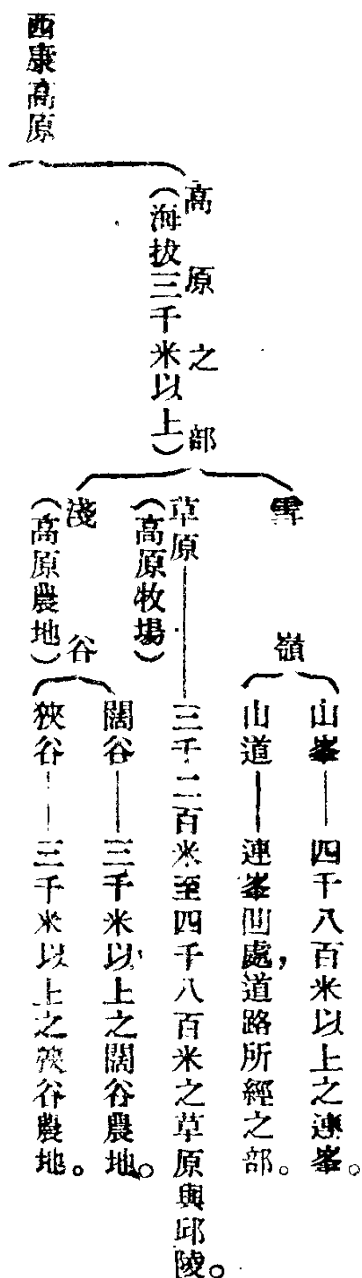 西康高原
高原之部
(海拔三千米以上)
雪嶺
山峯——四千八百米以上之連峯。
山道——連峯凹處,道路所經之部。
草原——三千二百米至四千八百米之草原與邱陵。
(高原牧場)
淺谷
(高原農地)
闊谷——三千米以上之闊谷農地。
狹谷——三千米以上之狹谷農地。